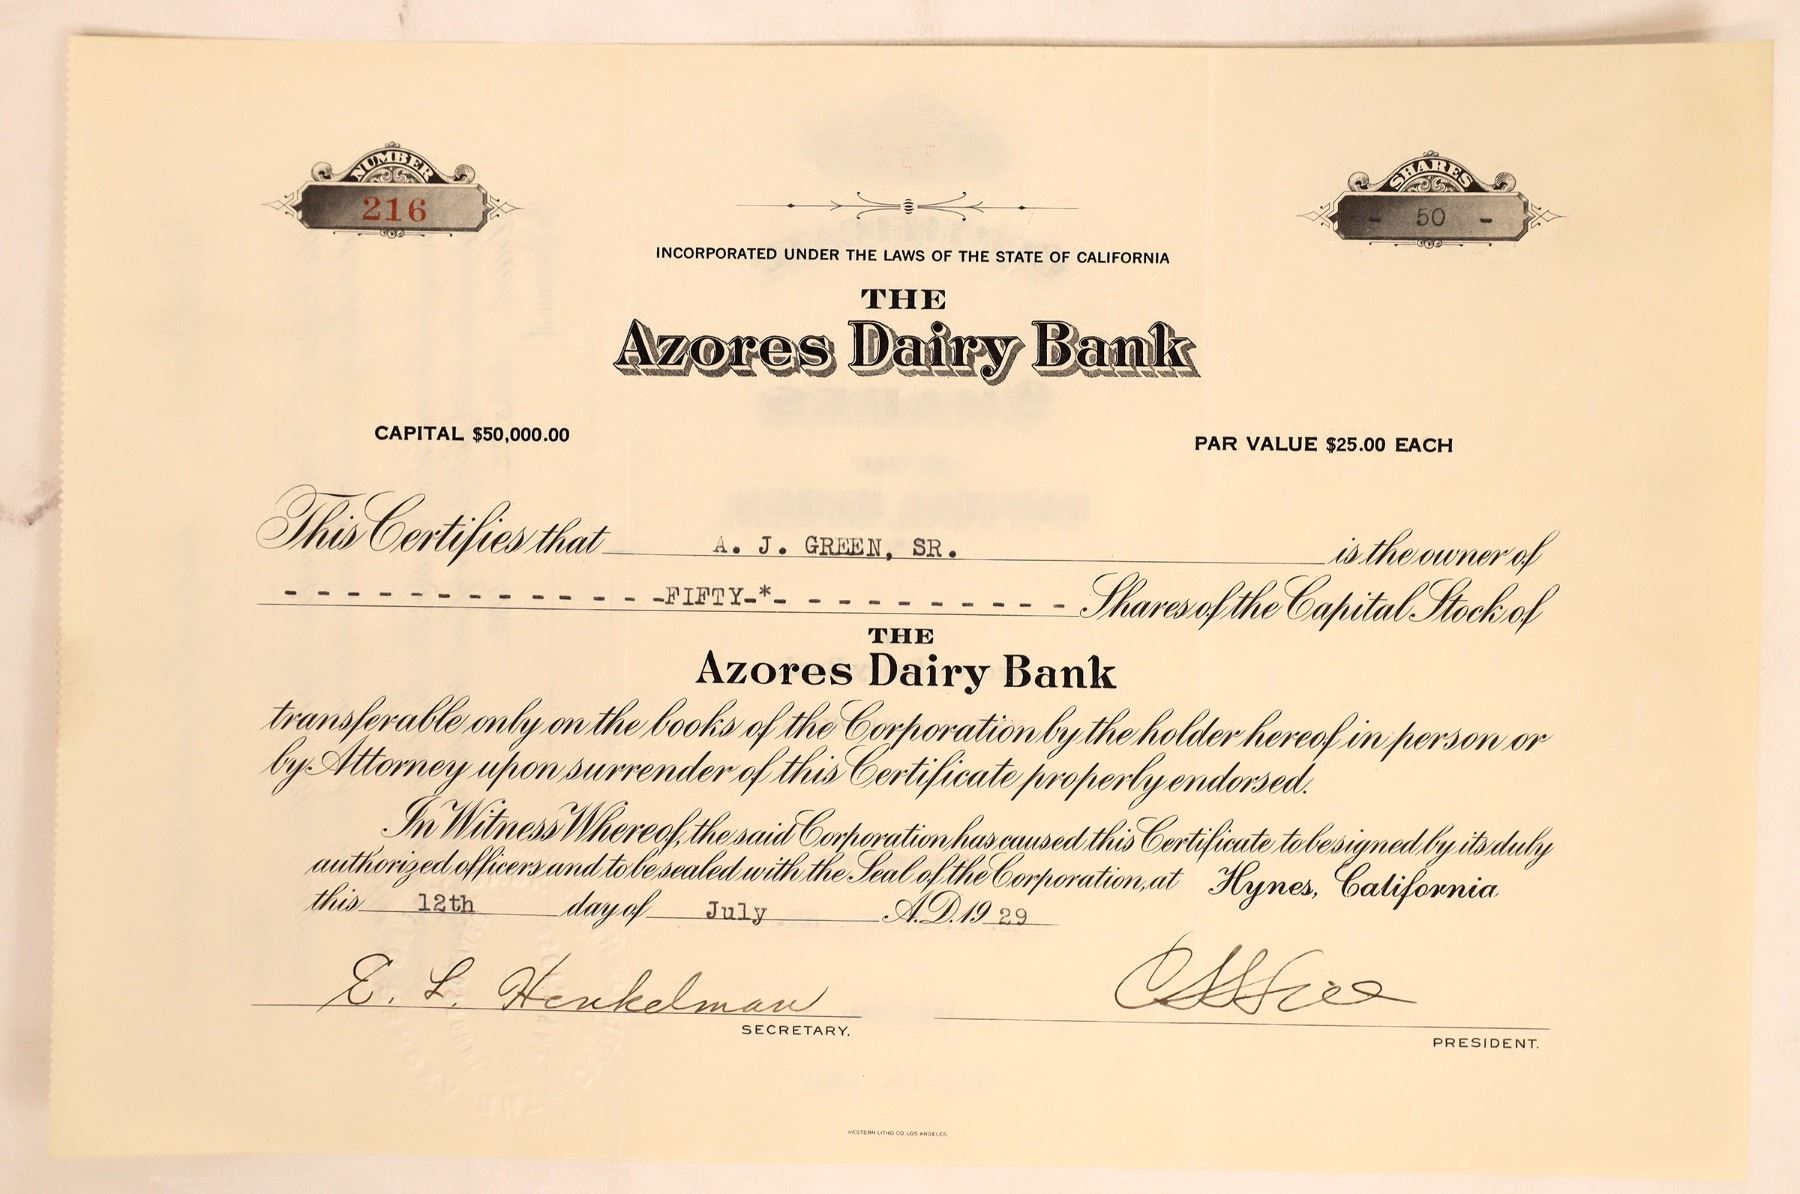 NUMBER
216
SHARES
- 50 -
INCORPORATED UNDER THE LAWS OF THE STATE OF CALIFORNIA
THE
Azores Dairy Bank
CAPITAL $50,000.00
PAR VALUE $25.00 EACH
This Certifies that A. J. GREEN, SR. is the owner of
- - - - - - - - - - - - - -FIFTY-*- - - - - - - - - - - Shares of the Capital Stock of
THE
Azores Dairy Bank
transferable only on the books of the Corporation by the holder hereof in person or
by Attorney upon surrender of this Certificate properly endorsed.
In Witness Whereof, the said Corporation has caused this Certificate to be signed by its duly
authorized officers and to be sealed with the Seal of the Corporation, at Hynes, California
this 12th day of July A.D. 19 29
E. L. Henkelman
SECRETARY.
PRESIDENT.
WESTERN LITHO. CO. LOS ANGELES